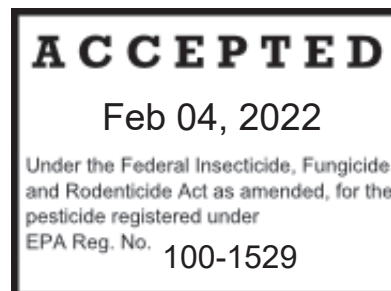 ACCEPTED
Feb 04, 2022
Under the Federal Insecticide, Fungicide
and Rodenticide Act as amended, for the
pesticide registered under
EPA Reg. No. 100-1529